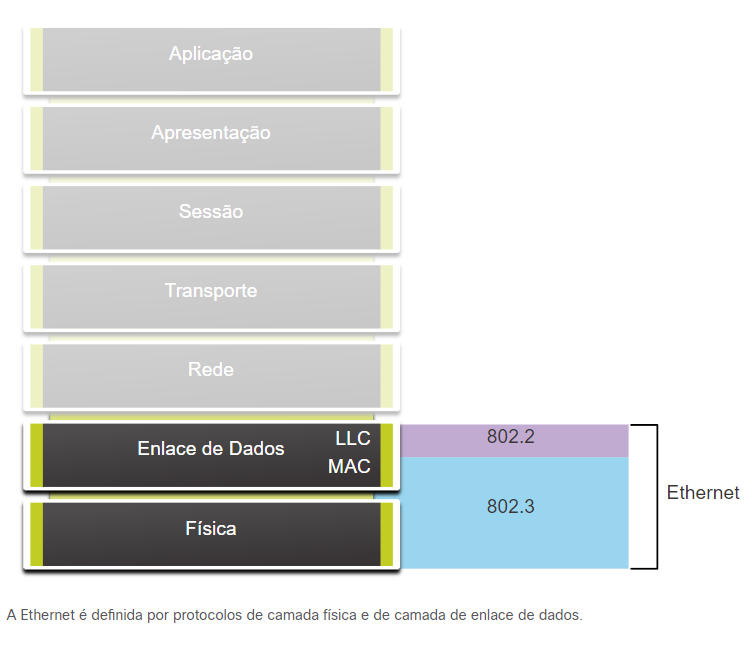 Aplicação
Apresentação
Sessão
Transporte
Rede
Enlace de Dados
LLC
MAC
802.2
802.3
Ethernet
Física
A Ethernet é definida por protocolos de camada física e de camada de enlace de dados.